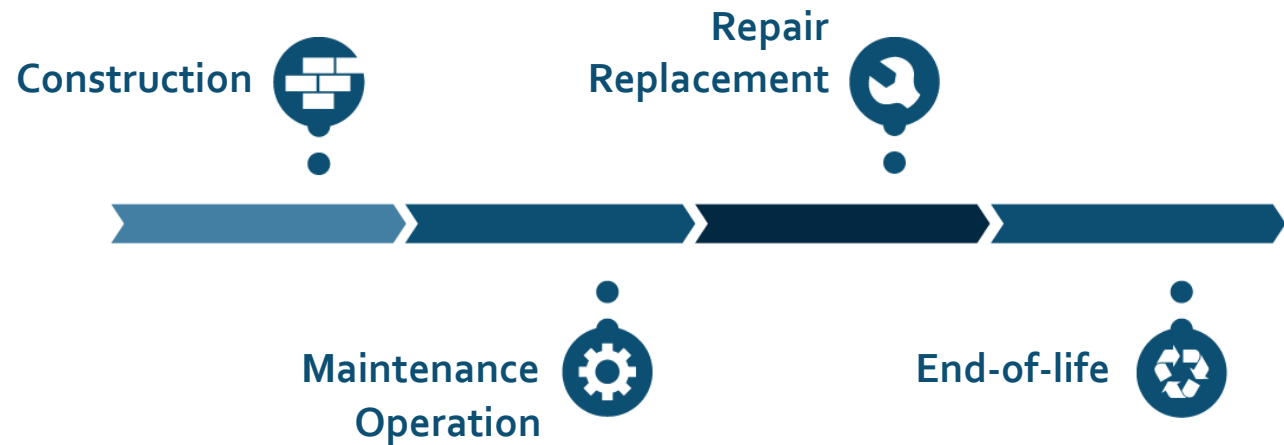 Construction
Repair
Replacement
Maintenance
Operation
End-of-life